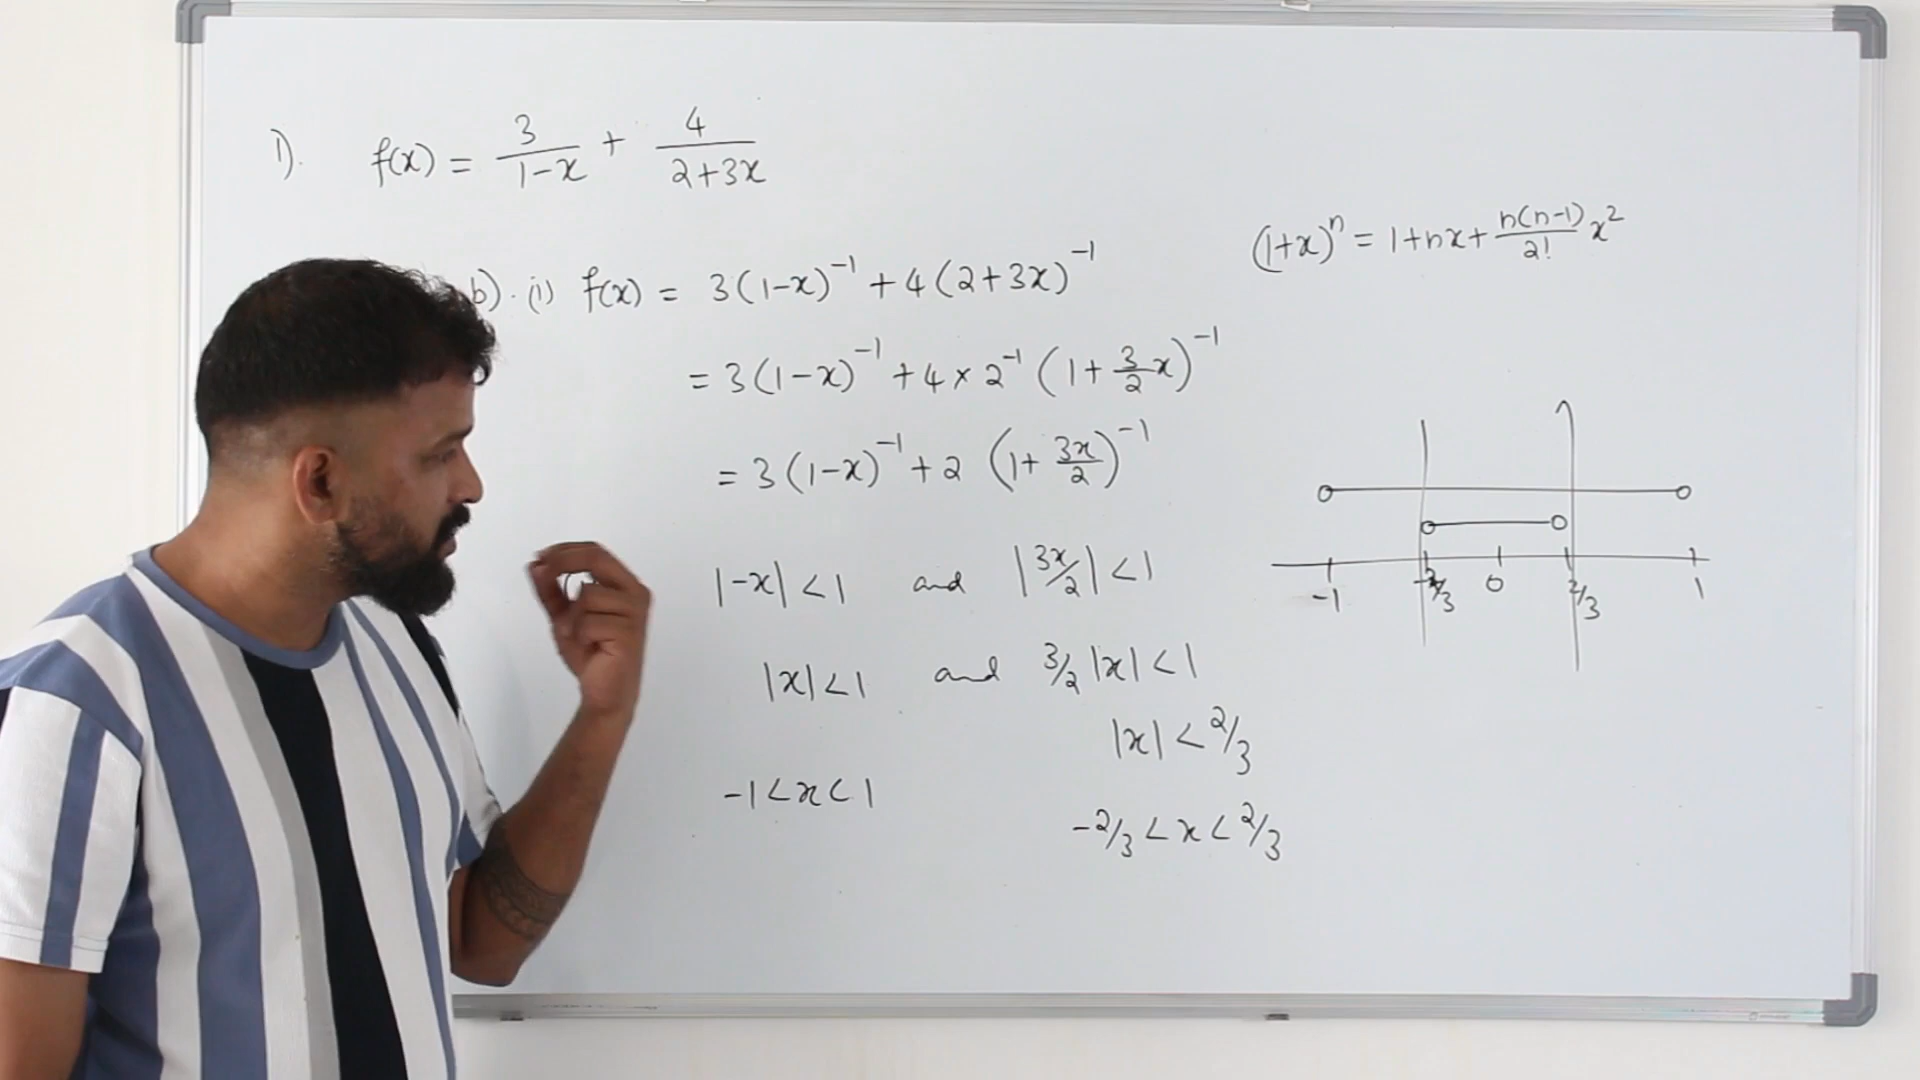 1). f(x) = 3/(1-x) + 4/(2+3x)
(1+x)^n = 1+nx+ n(n-1)/2! x^2
b). (i) f(x) = 3(1-x)^-1 + 4(2+3x)^-1
= 3(1-x)^-1 + 4 × 2^-1 (1+ 3/2 x)^-1
= 3(1-x)^-1 + 2 (1+ 3x/2)^-1
|-x| < 1 and |3x/2| < 1
|x| < 1 and 3/2 |x| < 1
|x| < 2/3
-1 < x < 1
-2/3 < x < 2/3
-1 -2/3 0 2/3 1